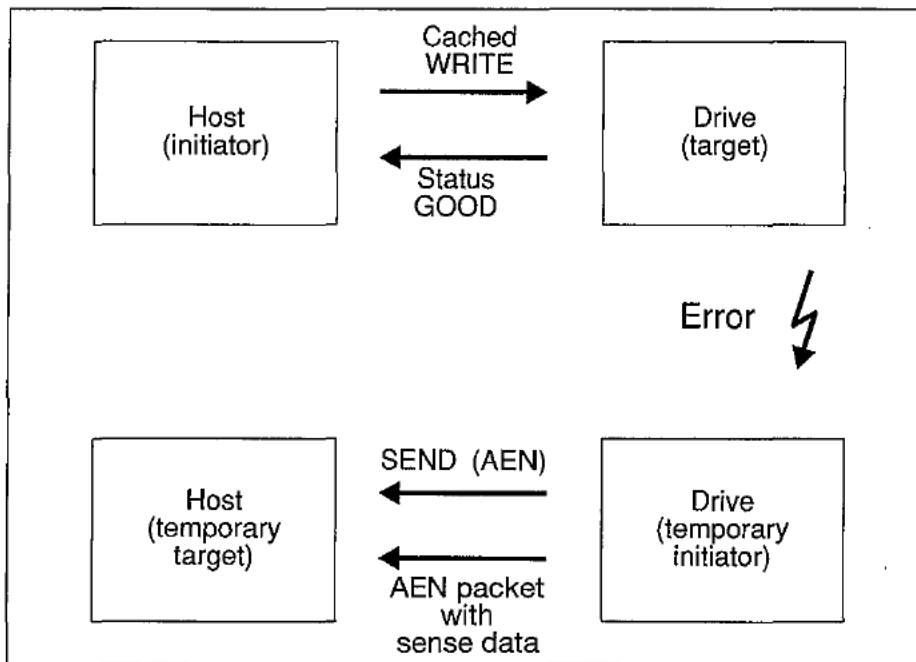 Cached
WRITE
Host
(initiator)
Drive
(target)
Status
GOOD
Error
SEND (AEN)
Host
(temporary
target)
Drive
(temporary
initiator)
AEN packet
with
sense data